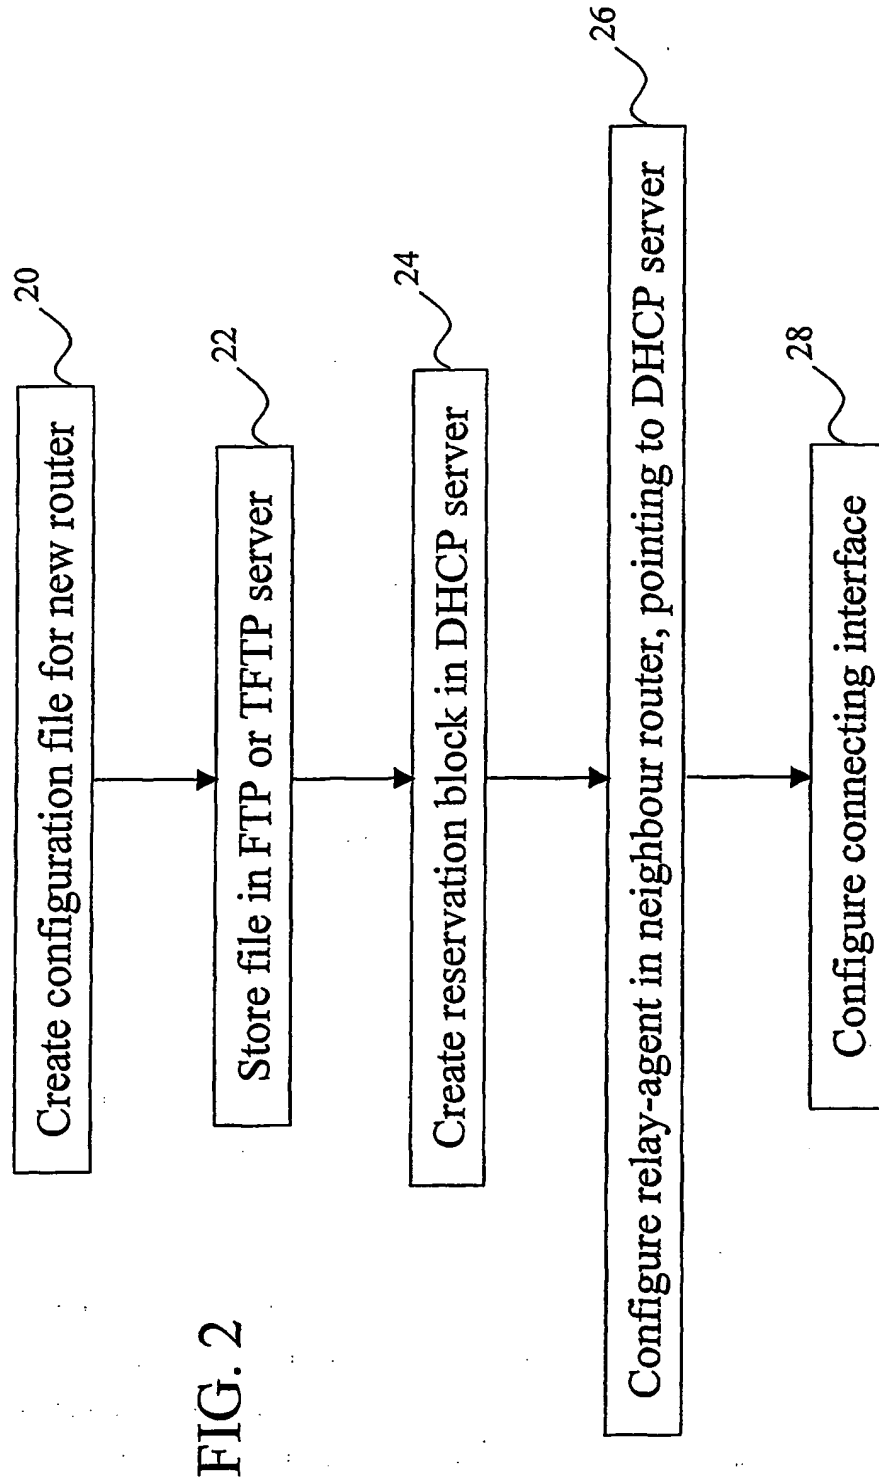 20
Create configuration file for new router
22
Store file in FTP or TFTP server
24
Create reservation block in DHCP server
26
Configure relay-agent in neighbour router, pointing to DHCP server
28
Configure connecting interface
FIG. 2